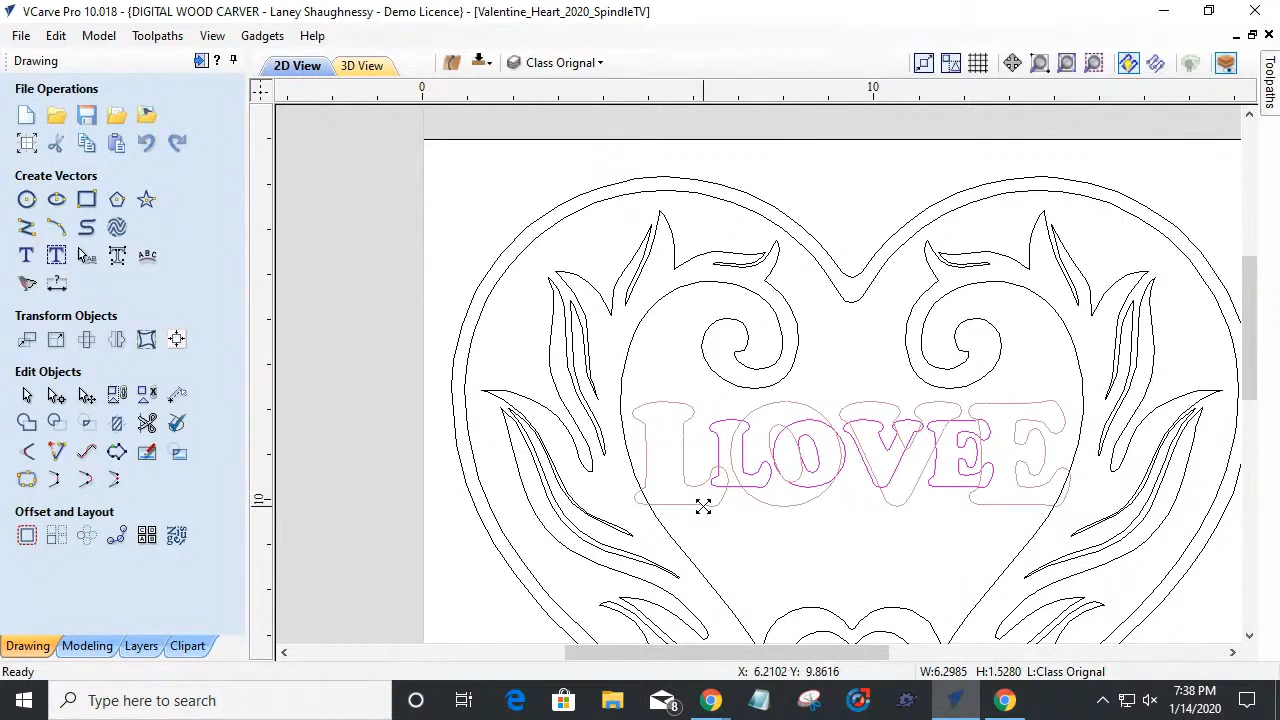 VCarve Pro 10.018 - {DIGITAL WOOD CARVER - Laney Shaughnessy - Demo Licence} - [Valentine_Heart_2020_SpindleTV]
File Edit Model Toolpaths View Gadgets Help
Drawing
2D View 3D View Class Orignal
File Operations
0 10
Create Vectors
Transform Objects
Edit Objects
Offset and Layout
10
LOVE
LOVE
Toolpaths
Drawing Modeling Layers Clipart
Ready X: 6.2102 Y: 9.8616 W:6.2985 H:1.5280 L:Class Orignal
Type here to search
8
7:38 PM
1/14/2020